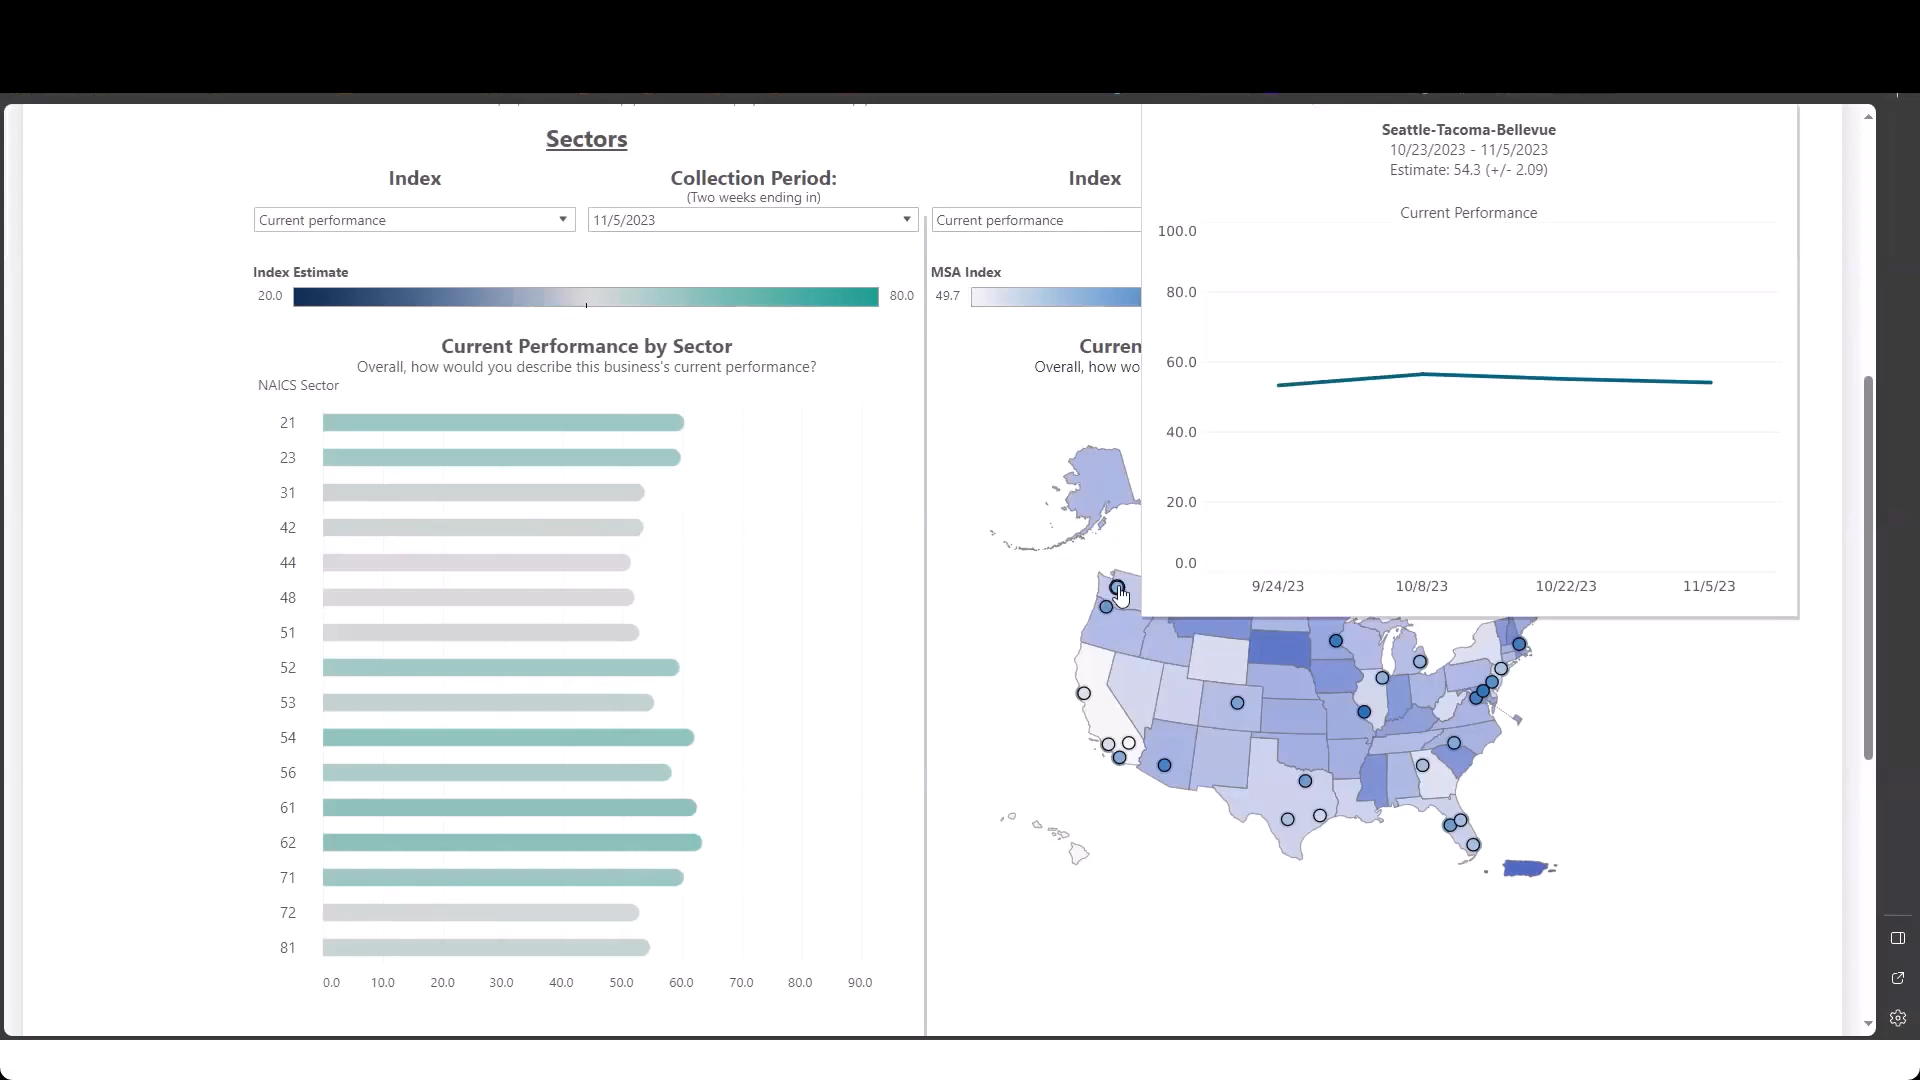 Sectors
Index
Collection Period:
(Two weeks ending in)
Current performance
11/5/2023
Index Estimate
20.0
80.0
Current Performance by Sector
Overall, how would you describe this business's current performance?
NAICS Sector
21
23
31
42
44
48
51
52
53
54
56
61
62
71
72
81
0.0 10.0 20.0 30.0 40.0 50.0 60.0 70.0 80.0 90.0
Index
Current performance
MSA Index
49.7
Curren
Overall, how wo
Seattle-Tacoma-Bellevue
10/23/2023 - 11/5/2023
Estimate: 54.3 (+/- 2.09)
Current Performance
100.0
80.0
60.0
40.0
20.0
0.0
9/24/23 10/8/23 10/22/23 11/5/23